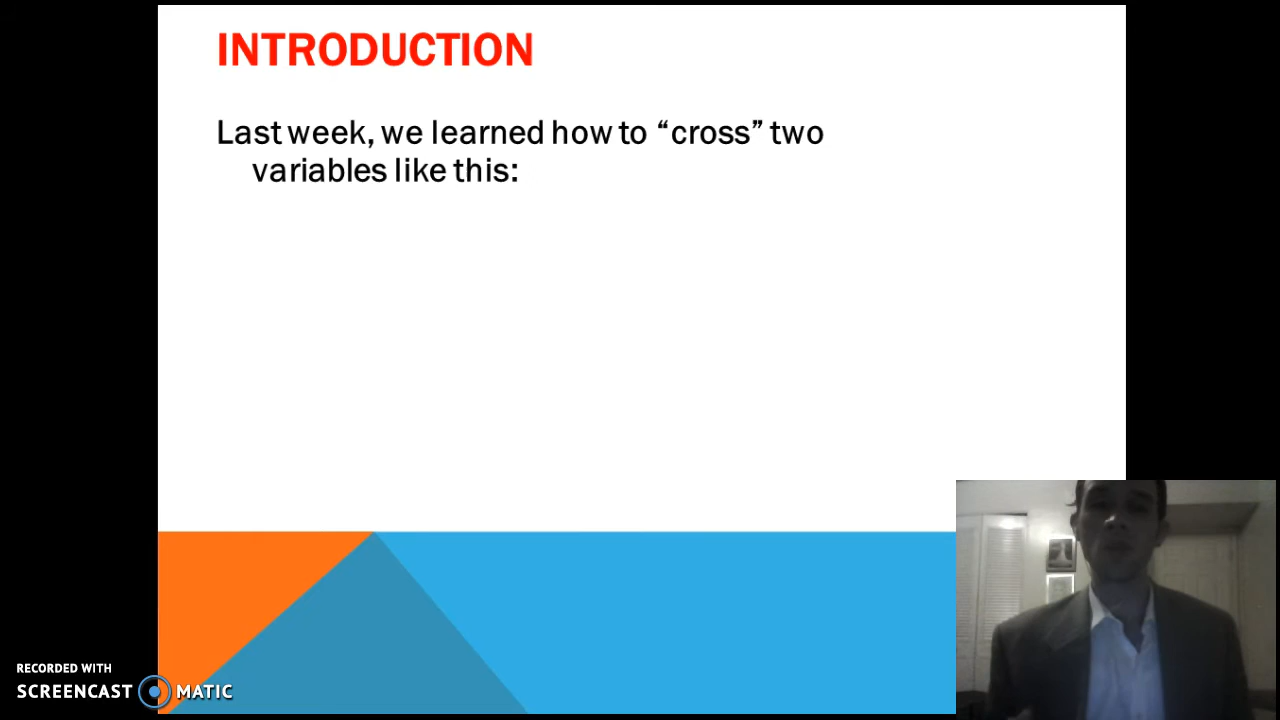 INTRODUCTION
Last week, we learned how to “cross” two
variables like this:
RECORDED WITH
SCREENCAST MATIC